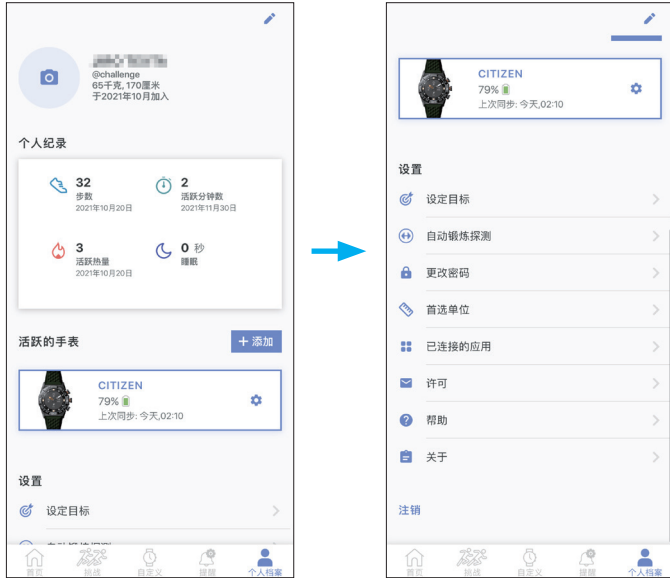 @challenge
65千克, 170厘米
于2021年10月加入
个人纪录
32
步数
2021年10月20日
2
活跃分钟数
2021年11月30日
3
活跃热量
2021年10月20日
0 秒
睡眠
活跃的手表
+ 添加
CITIZEN
79%
上次同步: 今天,02:10
设置
设定目标
自动锻炼探测
首页
挑战
自定义
提醒
个人档案
CITIZEN
79%
上次同步: 今天,02:10
设置
设定目标
自动锻炼探测
更改密码
首选单位
已连接的应用
许可
帮助
关于
注销
首页
挑战
自定义
提醒
个人档案